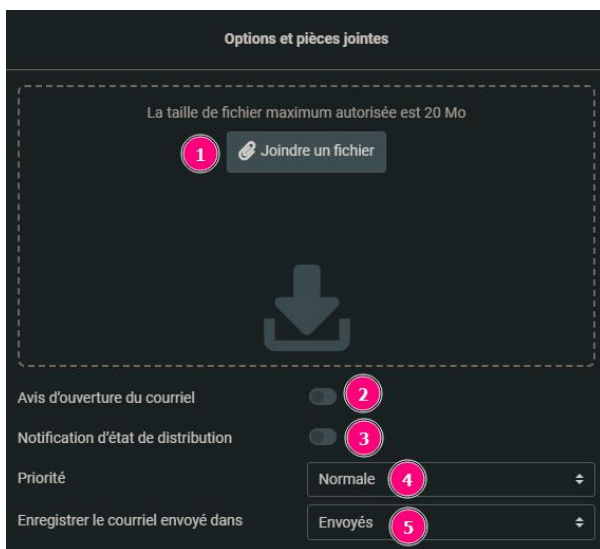 Options et pièces jointes
La taille de fichier maximum autorisée est 20 Mo
1 Joindre un fichier
Avis d'ouverture du courriel 2
Notification d'état de distribution 3
Priorité Normale 4
Enregistrer le courriel envoyé dans Envoyés 5